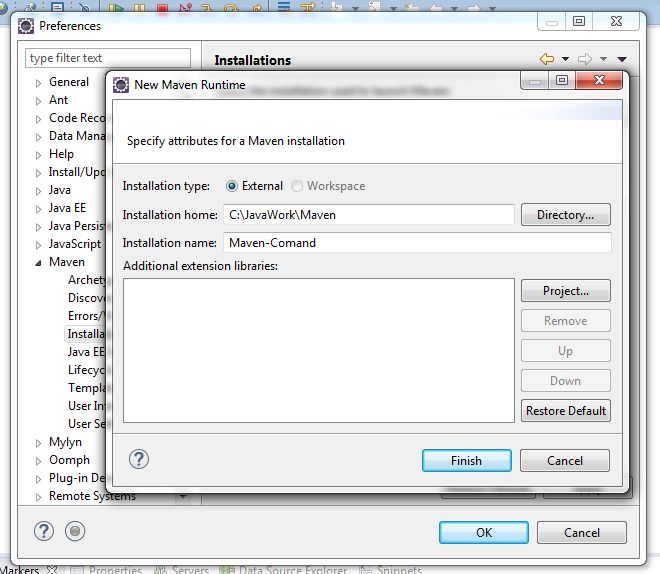 Preferences
type filter text
Installations
General
Ant
Code Reco
Data Mana
Help
Install/Upd
Java
Java EE
Java Persis
JavaScript
Maven
Archety
Discove
Errors/
Installa
Java EE
Lifecyc
Templa
User Int
User Se
Mylyn
Oomph
Plug-in De
Remote Systems
New Maven Runtime
Specify attributes for a Maven installation
Installation type: External Workspace
Installation home: C:\JavaWork\Maven Directory...
Installation name: Maven-Comand
Additional extension libraries:
Project...
Remove
Up
Down
Restore Default
Finish Cancel
OK Cancel
Markers Properties Servers Data Source Explorer Snippets